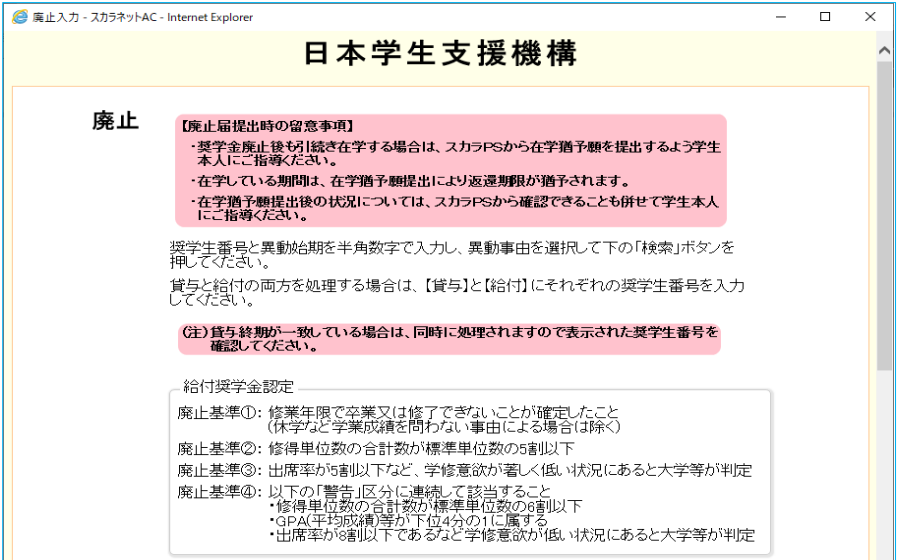 廃止入力 - スカラネットAC - Internet Explorer
日本学生支援機構
廃止
【廃止届提出時の留意事項】
・奨学金廃止後も引続き在学する場合は、スカラPSから在学猶予願を提出するよう学生
本人にご指導ください。
・在学している期間は、在学猶予願提出により返還期限が猶予されます。
・在学猶予願提出後の状況については、スカラPSから確認できることも併せて学生本人
にご指導ください。
奨学生番号と異動始期を半角数字で入力し、異動事由を選択して下の「検索」ボタンを
押してください。
貸与と給付の両方を処理する場合は、【貸与】と【給付】にそれぞれの奨学生番号を入力
してください。
(注)貸与終期が一致している場合は、同時に処理されますので表示された奨学生番号を
確認してください。
給付奨学金認定
廃止基準①：修業年限で卒業又は修了できないことが確定したこと
(休学など学業成績を問わない事由による場合は除く)
廃止基準②：修得単位数の合計数が標準単位数の5割以下
廃止基準③：出席率が5割以下など、学修意欲が著しく低い状況にあると大学等が判定
廃止基準④：以下の「警告」区分に連続して該当すること
・修得単位数の合計数が標準単位数の6割以下
・GPA(平均成績)等が下位4分の1に属する
・出席率が8割以下であるなど学修意欲が低い状況にあると大学等が判定